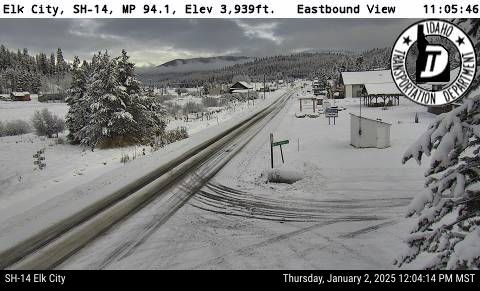 Elk City, SH-14, MP 94.1, Elev 3,939ft. Eastbound View 11:05:46
IDAHO
TRANSPORTATION DEPARTMENT
SH-14 Elk City Thursday, January 2, 2025 12:04:14 PM MST